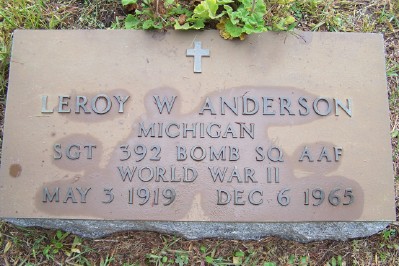 LEROY W ANDERSON
MICHIGAN
SGT 392 BOMB SQ AAF
WORLD WAR II
MAY 3 1919 DEC 6 1965